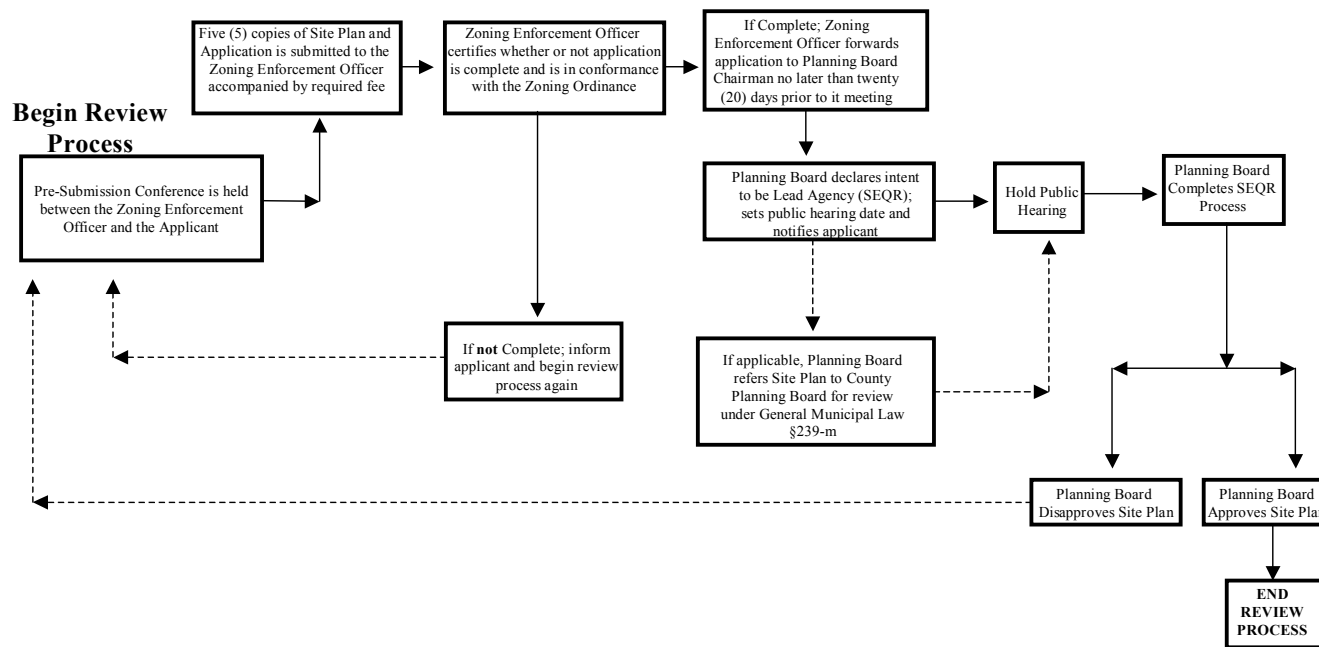 Begin Review
Process
Pre-Submission Conference is held
between the Zoning Enforcement
Officer and the Applicant
Five (5) copies of Site Plan and
Application is submitted to the
Zoning Enforcement Officer
accompanied by required fee
Zoning Enforcement Officer
certifies whether or not application
is complete and is in conformance
with the Zoning Ordinance
If Complete; Zoning
Enforcement Officer forwards
application to Planning Board
Chairman no later than twenty
(20) days prior to it meeting
If not Complete; inform
applicant and begin review
process again
Planning Board declares intent
to be Lead Agency (SEQR);
sets public hearing date and
notifies applicant
If applicable, Planning Board
refers Site Plan to County
Planning Board for review
under General Municipal Law
§239-m
Hold Public
Hearing
Planning Board
Completes SEQR
Process
Planning Board
Disapproves Site Plan
Planning Board
Approves Site Plan
END
REVIEW
PROCESS